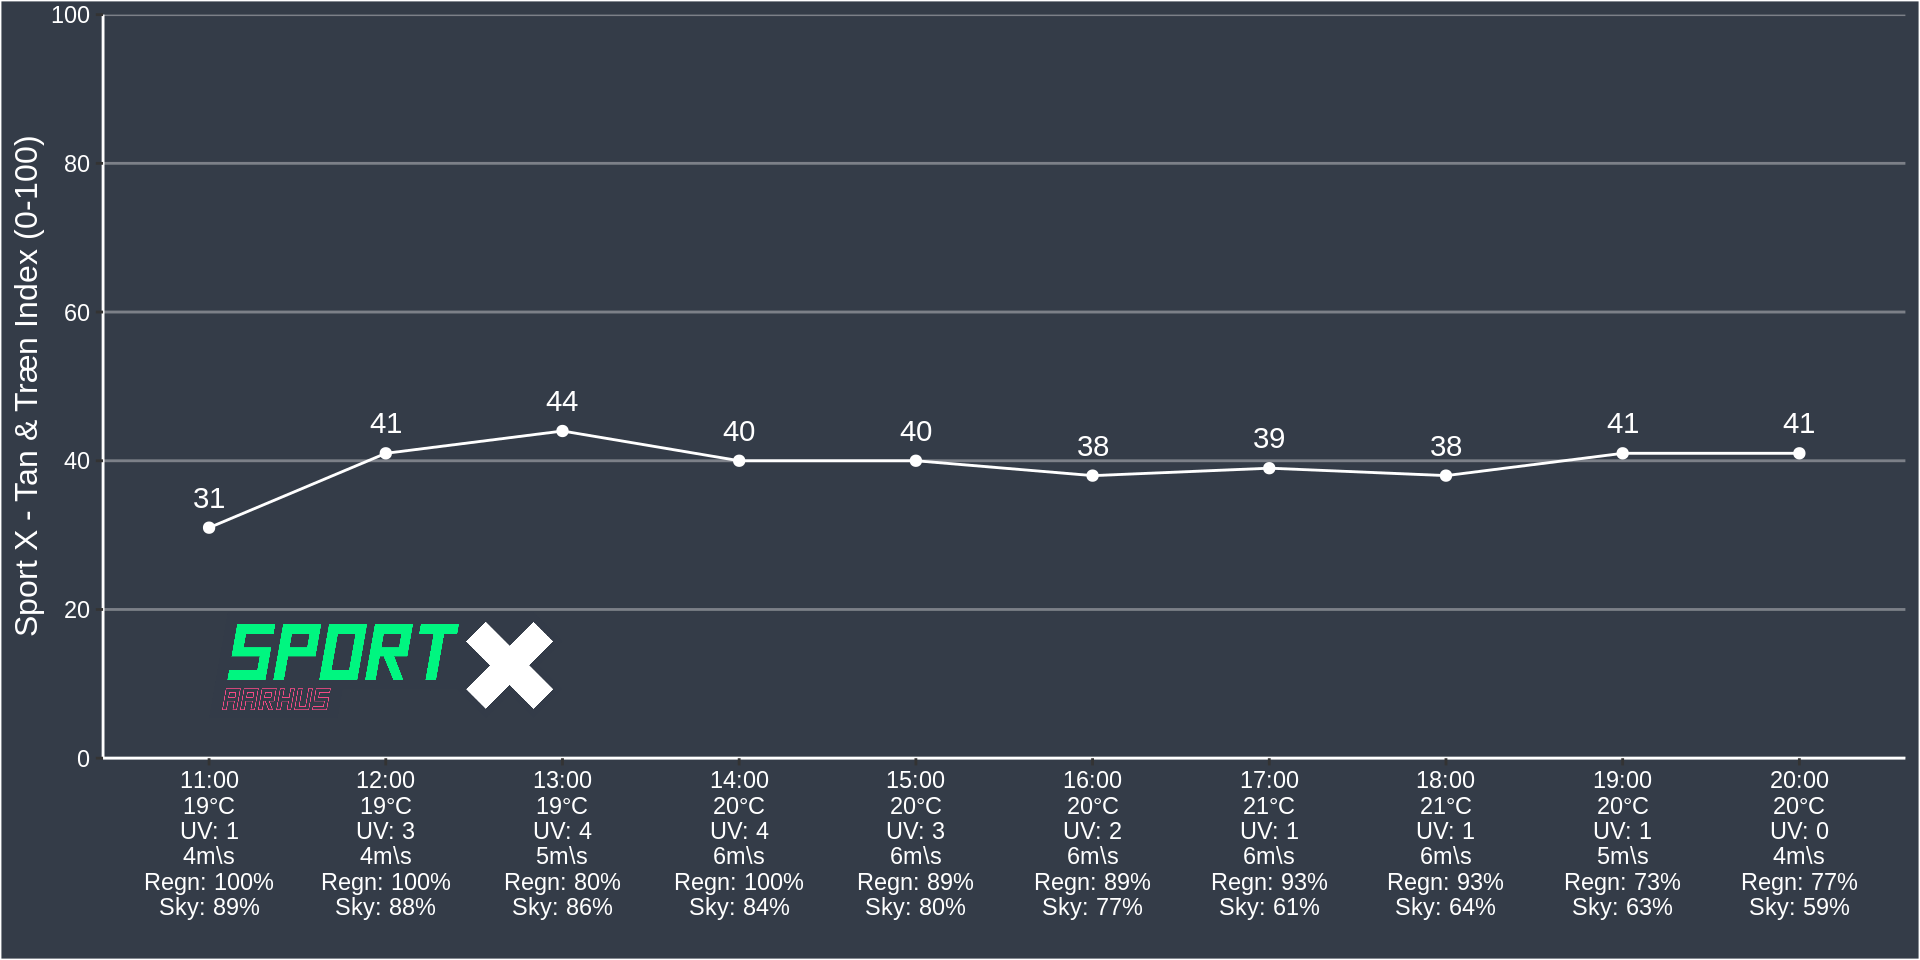 Sport X - Tan & Træn Index (0-100)
100
80
60
40
20
0
31
41
44
40
40
38
39
38
41
41
SPORT X
AARHUS
11:00 12:00 13:00 14:00 15:00 16:00 17:00 18:00 19:00 20:00
19°C 19°C 19°C 20°C 20°C 20°C 21°C 21°C 20°C 20°C
UV: 1 UV: 3 UV: 4 UV: 4 UV: 3 UV: 2 UV: 1 UV: 1 UV: 1 UV: 0
4m\s 4m\s 5m\s 6m\s 6m\s 6m\s 6m\s 6m\s 5m\s 4m\s
Regn: 100% Regn: 100% Regn: 80% Regn: 100% Regn: 89% Regn: 89% Regn: 93% Regn: 93% Regn: 73% Regn: 77%
Sky: 89% Sky: 88% Sky: 86% Sky: 84% Sky: 80% Sky: 77% Sky: 61% Sky: 64% Sky: 63% Sky: 59%